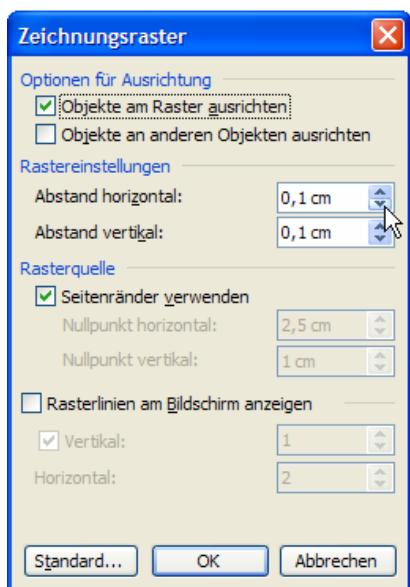 Zeichnungsraster
Optionen für Ausrichtung
Objekte am Raster ausrichten
Objekte an anderen Objekten ausrichten
Rastereinstellungen
Abstand horizontal: 0,1 cm
Abstand vertikal: 0,1 cm
Rasterquelle
Seitenränder verwenden
Nullpunkt horizontal: 2,5 cm
Nullpunkt vertikal: 1 cm
Rasterlinien am Bildschirm anzeigen
Vertikal: 1
Horizontal: 2
Standard... OK Abbrechen